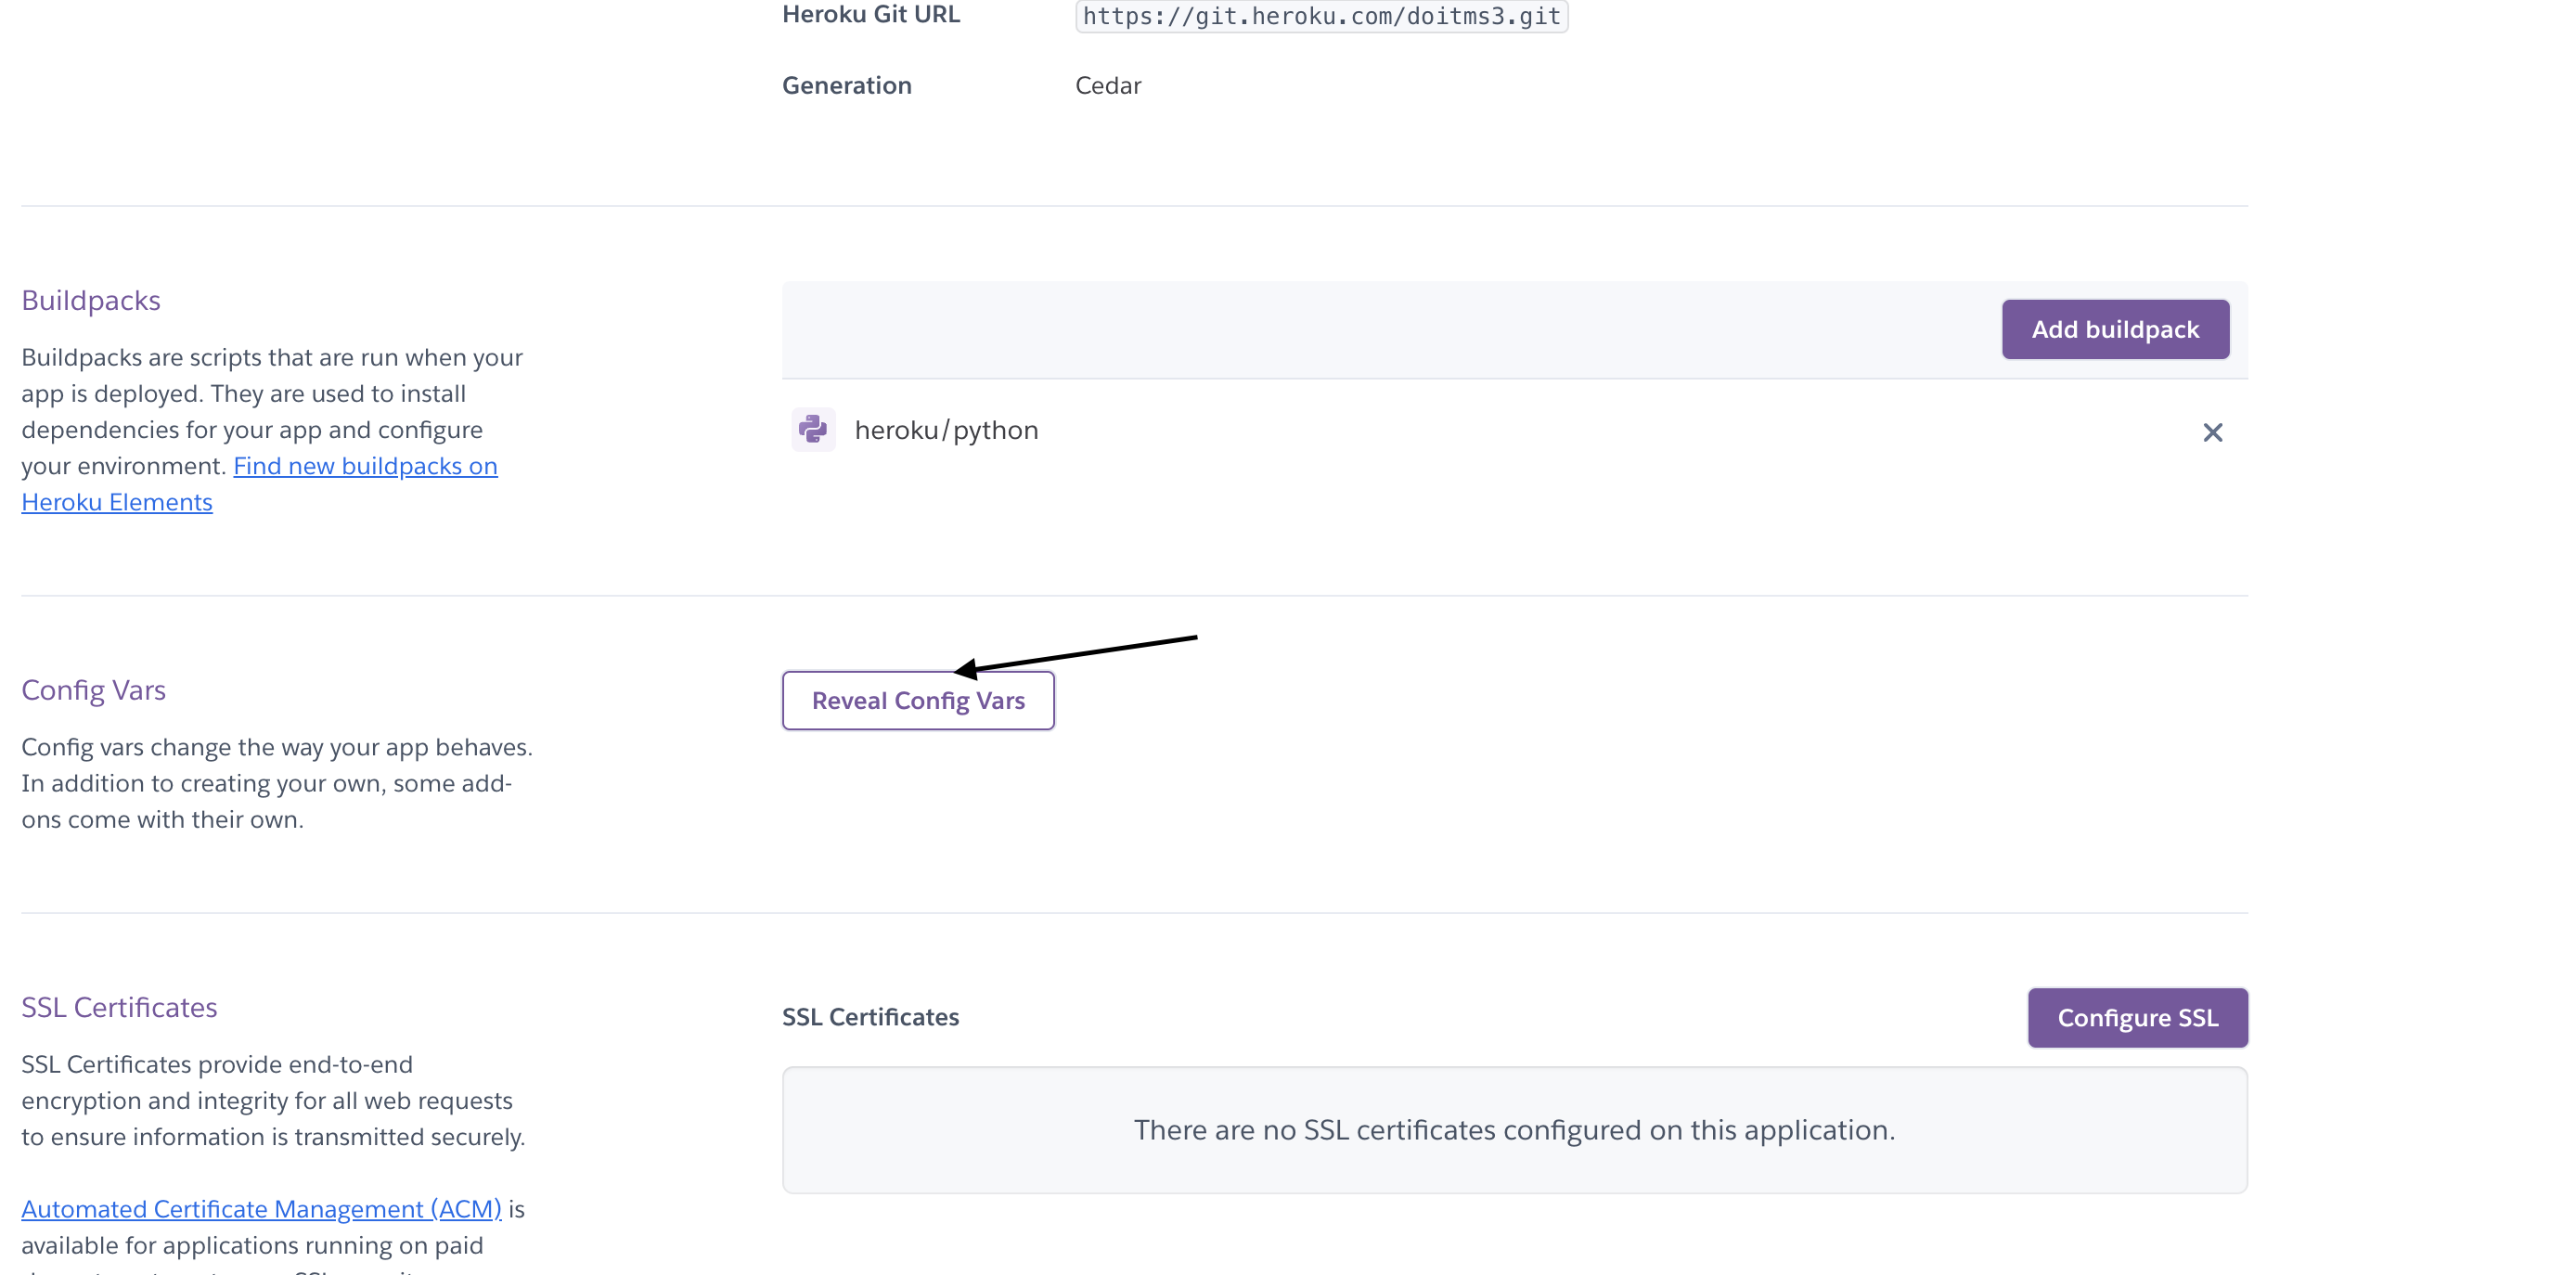 Heroku Git URL https://git.heroku.com/doitms3.git
Generation Cedar
Buildpacks
Buildpacks are scripts that are run when your
app is deployed. They are used to install
dependencies for your app and configure
your environment. Find new buildpacks on
Heroku Elements
Add buildpack
heroku/python
Config Vars
Config vars change the way your app behaves.
In addition to creating your own, some add-
ons come with their own.
Reveal Config Vars
SSL Certificates
SSL Certificates provide end-to-end
encryption and integrity for all web requests
to ensure information is transmitted securely.
Automated Certificate Management (ACM) is
available for applications running on paid
SSL Certificates
Configure SSL
There are no SSL certificates configured on this application.